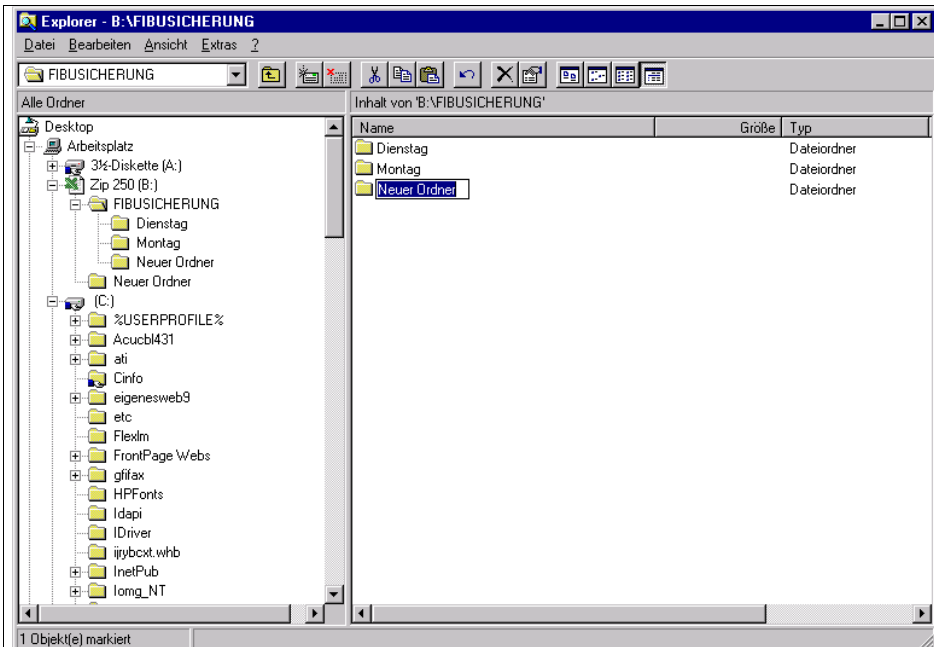 Explorer - B:\FIBUSICHERUNG
Datei Bearbeiten Ansicht Extras ?
FIBUSICHERUNG
Alle Ordner
Inhalt von 'B:\FIBUSICHERUNG'
Desktop
Arbeitsplatz
3½-Diskette (A:)
Zip 250 (B:)
FIBUSICHERUNG
Dienstag
Montag
Neuer Ordner
Neuer Ordner
(C:)
%USERPROFILE%
Acucbl431
ati
Cinfo
eigenesweb9
etc
Flexlm
FrontPage Webs
gfifax
HPFonts
Idapi
IDriver
ijrybcxt.whb
InetPub
Iomg_NT
Name Größe Typ
Dienstag Dateiordner
Montag Dateiordner
Neuer Ordner Dateiordner
1 Objekt(e) markiert